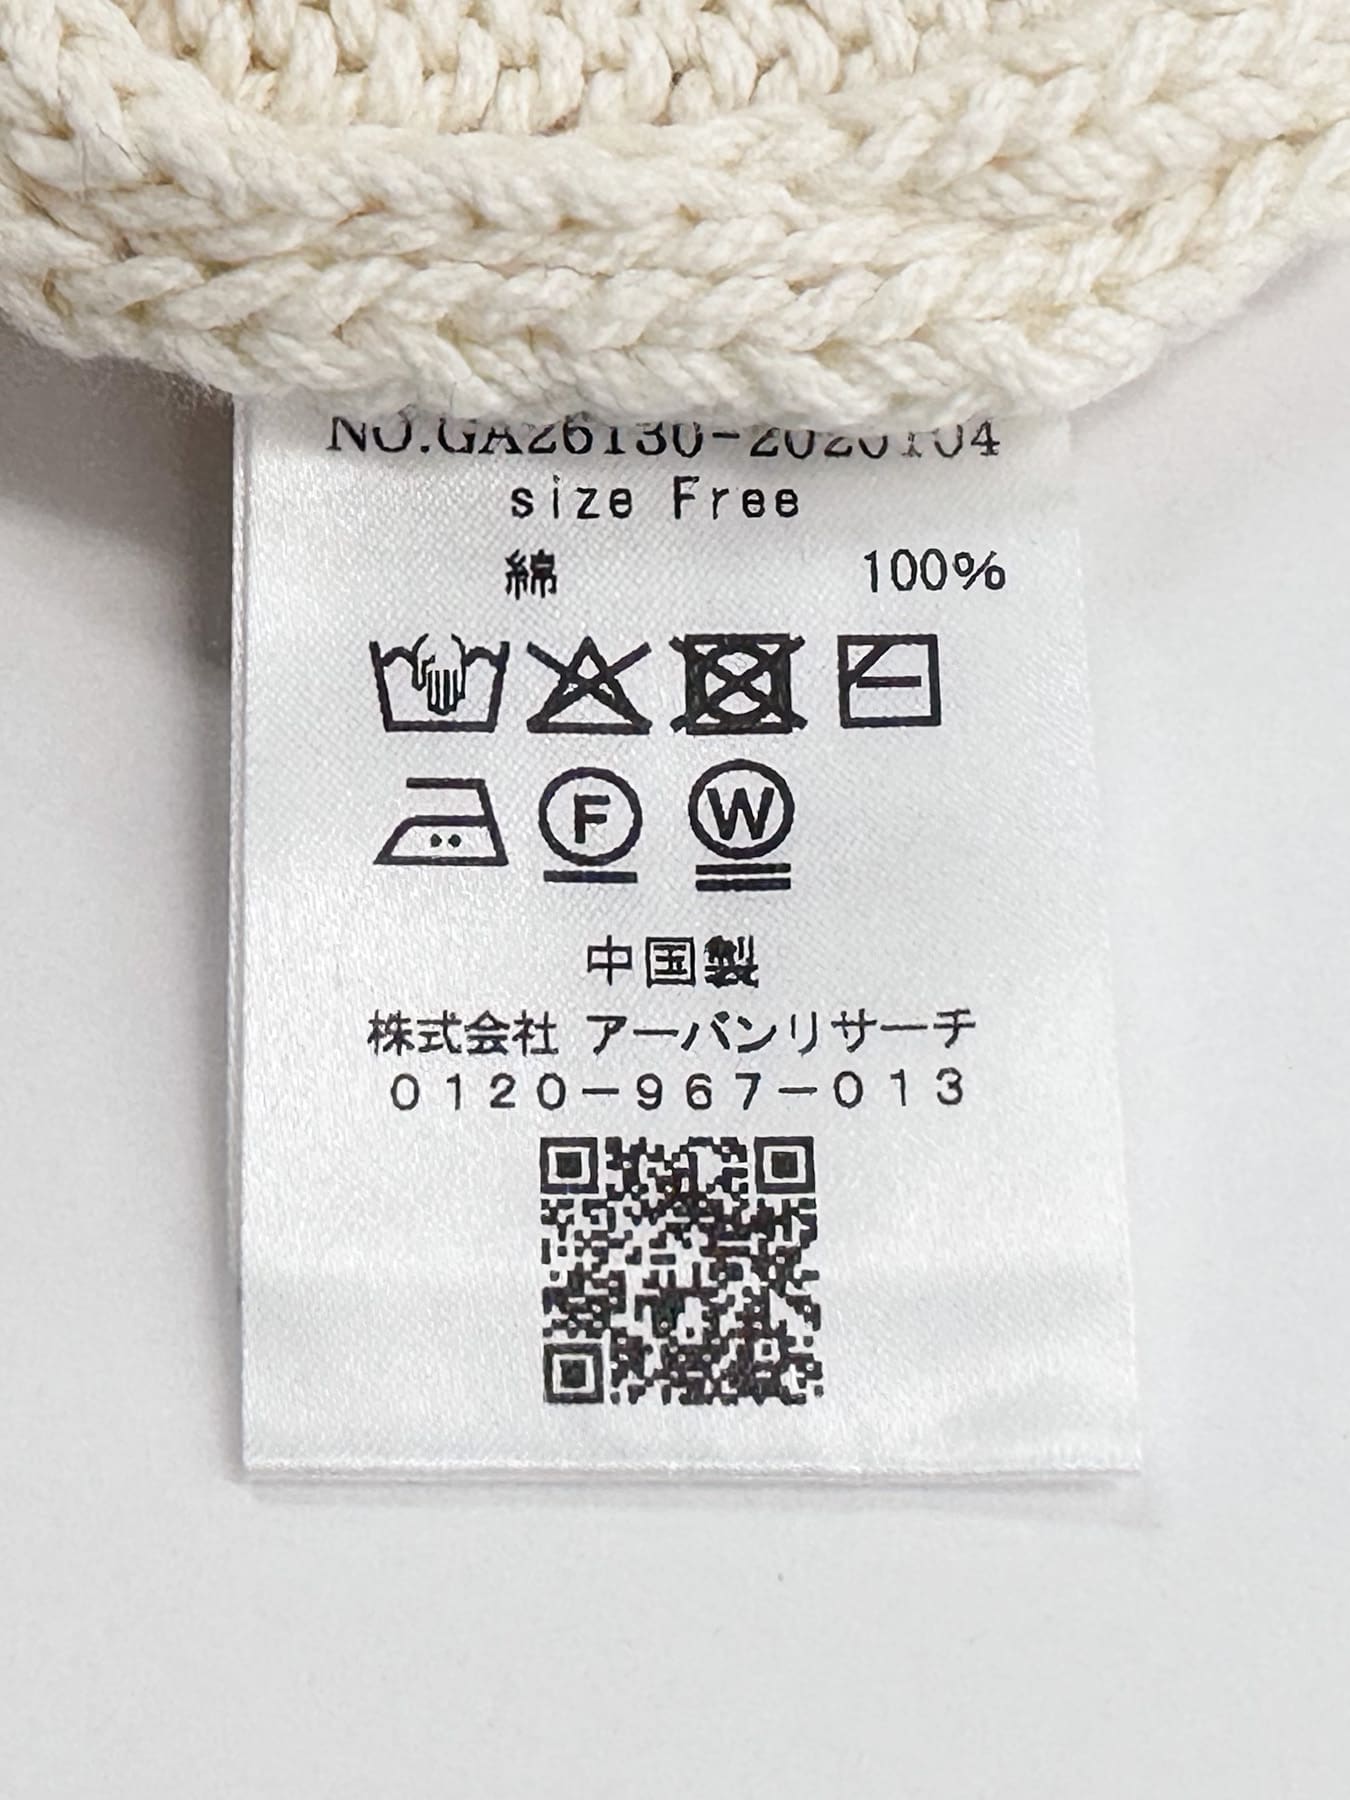 NO.GA26130-2020104
size Free
綿 100%
F W
中国製
株式会社 アーバンリサーチ
0120-967-013